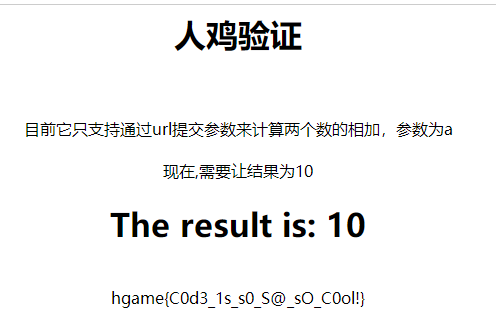 人鸡验证
目前它只支持通过url提交参数来计算两个数的相加，参数为a
现在,需要让结果为10
The result is: 10
hgame{C0d3_1s_s0_S@_sO_C0ol!}